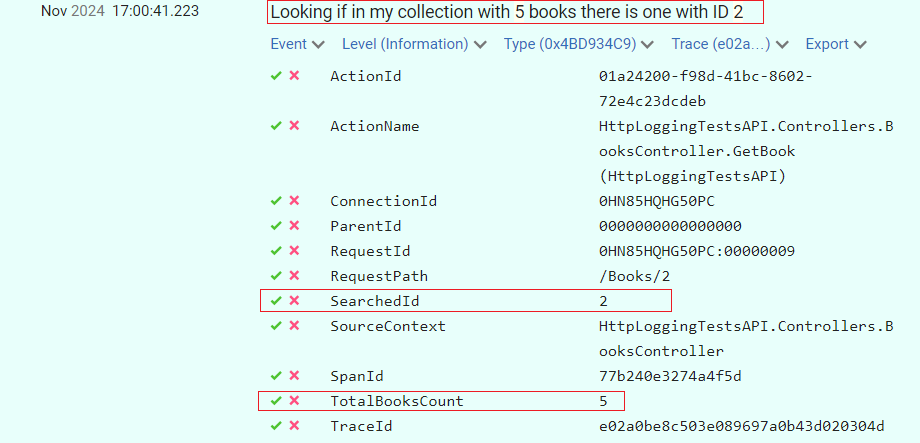 Nov 2024 17:00:41.223 Looking if in my collection with 5 books there is one with ID 2
Event Level (Information) Type (0x4BD934C9) Trace (e02a...) Export
ActionId 01a24200-f98d-41bc-8602-
72e4c23dcdeb
ActionName HttpLoggingTestsAPI.Controllers.B
ooksController.GetBook
(HttpLoggingTestsAPI)
ConnectionId 0HN85HQHG50PC
ParentId 0000000000000000
RequestId 0HN85HQHG50PC:00000009
RequestPath /Books/2
SearchedId 2
SourceContext HttpLoggingTestsAPI.Controllers.B
ooksController
SpanId 77b240e3274a4f5d
TotalBooksCount 5
TraceId e02a0be8c503e089697a0b43d020304d